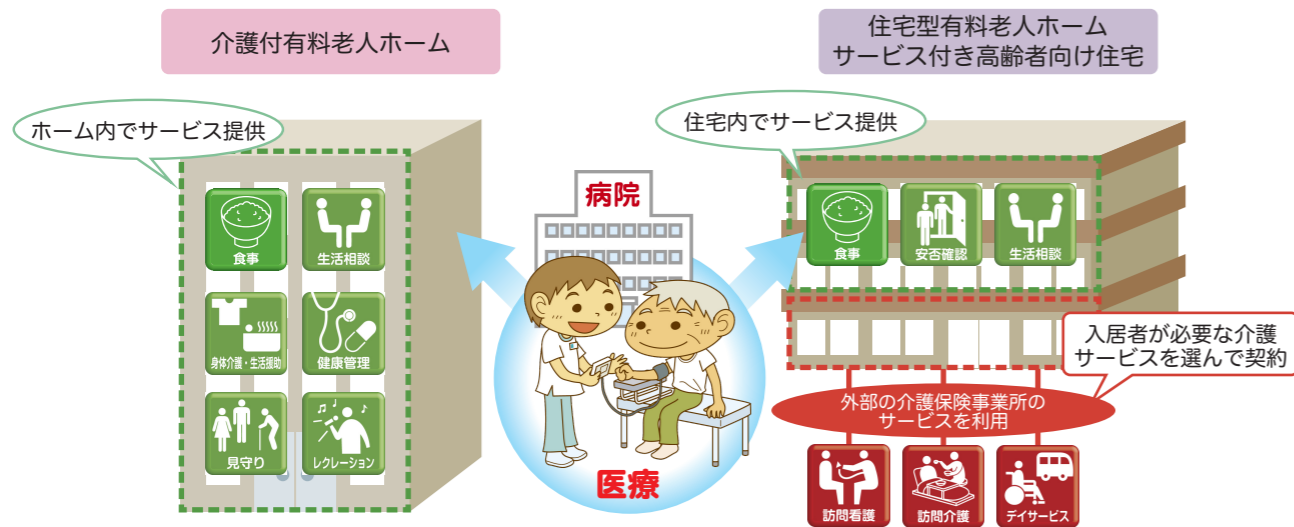 介護付有料老人ホーム
住宅型有料老人ホーム
サービス付き高齢者向け住宅
ホーム内でサービス提供
住宅内でサービス提供
病院
食事
生活相談
身体介護・生活援助
健康管理
見守り
レクレーション
医療
食事
安否確認
生活相談
入居者が必要な介護
サービスを選んで契約
外部の介護保険事業所の
サービスを利用
訪問看護
訪問介護
デイサービス